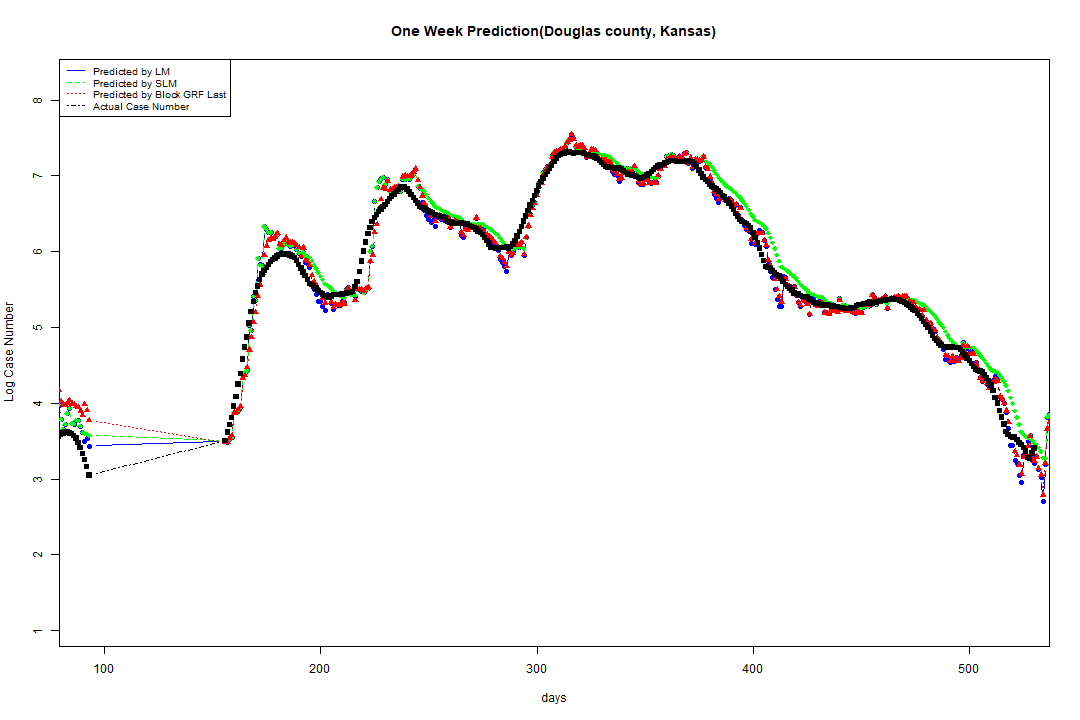 One Week Prediction(Douglas county, Kansas)
Predicted by LM
Predicted by SLM
Predicted by Block GRF Last
Actual Case Number
8
7
6
5
4
3
2
1
Log Case Number
100 200 300 400 500
days